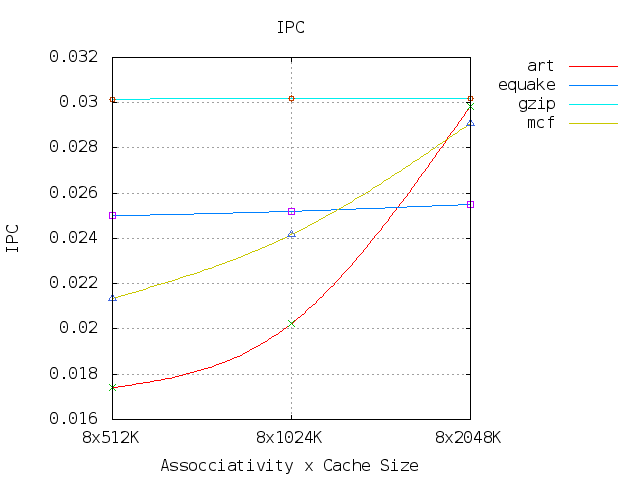 IPC
0.032
0.03
0.028
0.026
0.024
0.022
0.02
0.018
0.016
IPC
8x512K
8x1024K
8x2048K
Assocciativity x Cache Size
art
equake
gzip
mcf